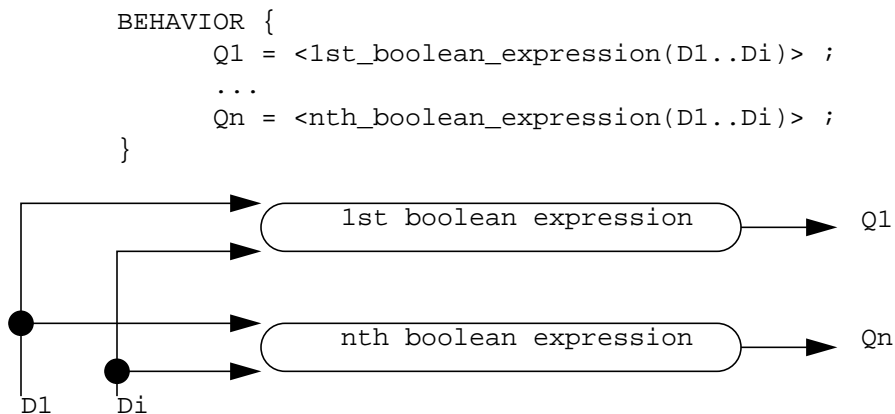 BEHAVIOR {
Q1 = <1st_boolean_expression(D1..Di)> ;
...
Qn = <nth_boolean_expression(D1..Di)> ;
}
1st boolean expression
Q1
nth boolean expression
Qn
D1
Di